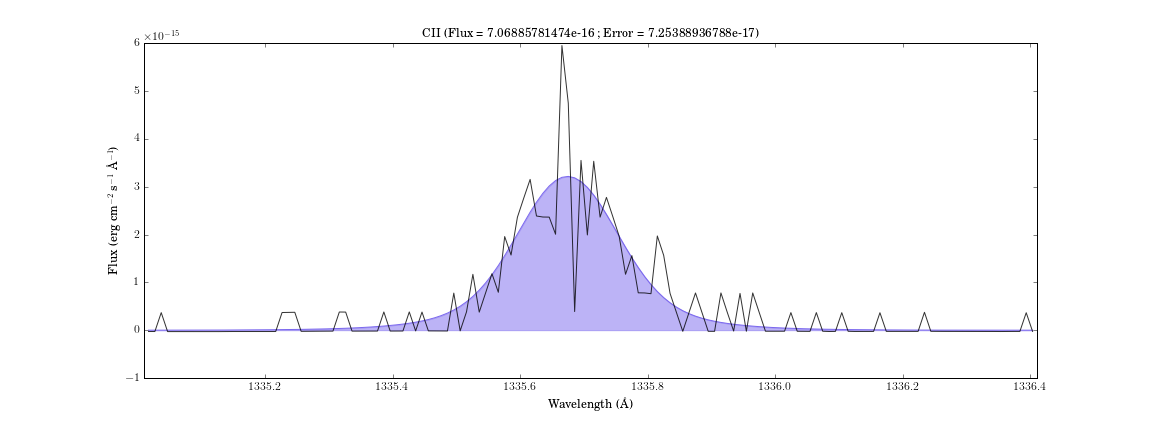 CII (Flux = 7.06885781474e-16 ; Error = 7.25388936788e-17)
×10⁻¹⁵
6
5
4
3
2
1
0
−1
Flux (erg cm⁻² s⁻¹ Å⁻¹)
1335.2 1335.4 1335.6 1335.8 1336.0 1336.2 1336.4
Wavelength (Å)